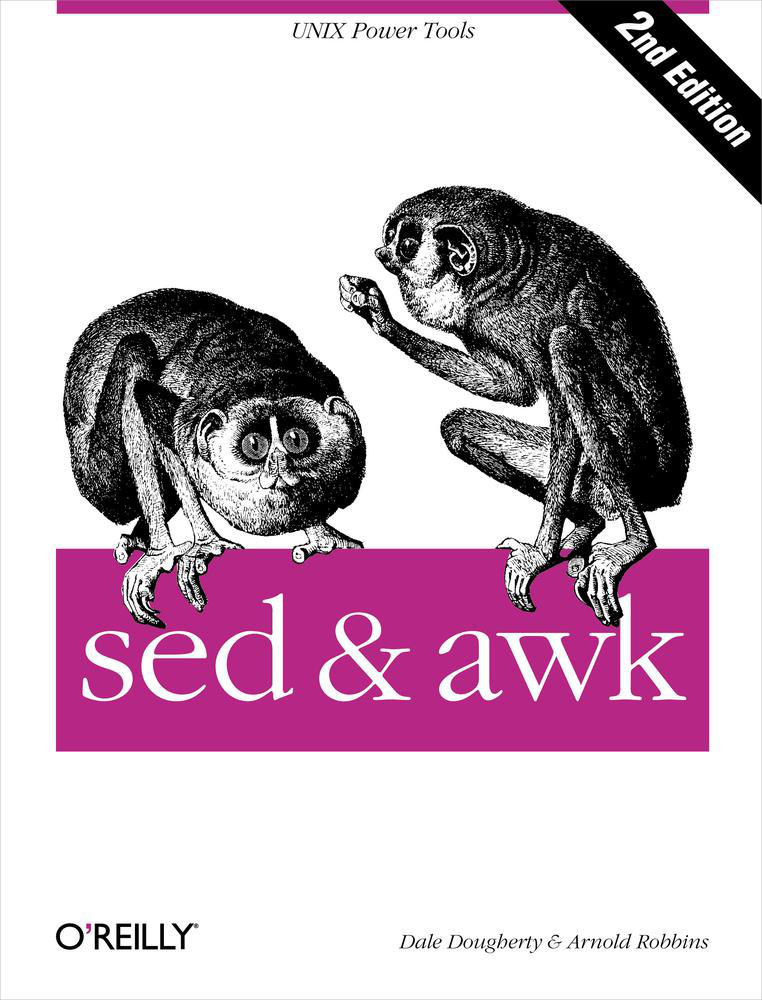 UNIX Power Tools
2nd Edition
sed & awk
O'REILLY®
Dale Dougherty & Arnold Robbins